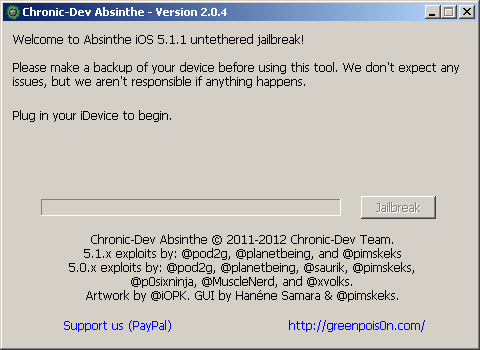 Chronic-Dev Absinthe - Version 2.0.4
Welcome to Absinthe iOS 5.1.1 untethered jailbreak!
Please make a backup of your device before using this tool. We don't expect any
issues, but we aren't responsible if anything happens.
Plug in your iDevice to begin.
Jailbreak
Chronic-Dev Absinthe © 2011-2012 Chronic-Dev Team.
5.1.x exploits by: @pod2g, @planetbeing, and @pimskeks
5.0.x exploits by: @pod2g, @planetbeing, @saurik, @pimskeks,
@p0sixninja, @MuscleNerd, and @xvolks.
Artwork by @iOPK. GUI by Hanéne Samara & @pimskeks.
Support us (PayPal) http://greenpois0n.com/